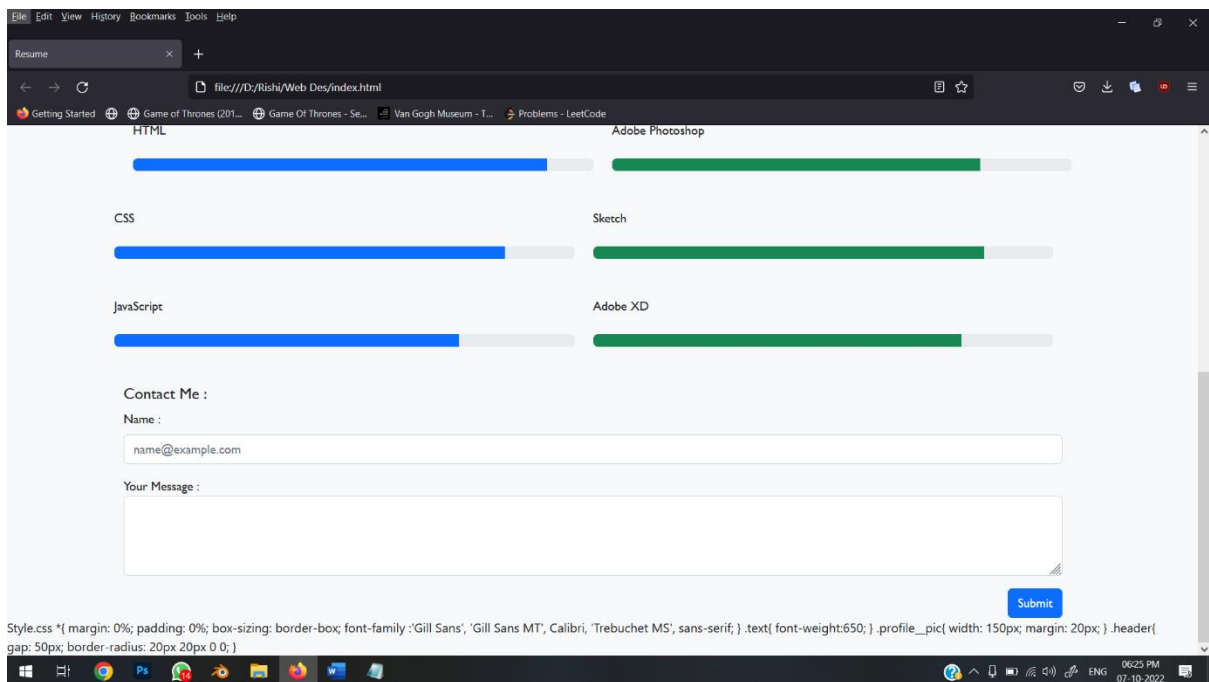 File Edit View History Bookmarks Tools Help
Resume
file:///D:/Rishi/Web Des/index.html
Getting Started Game of Thrones (201... Game Of Thrones - Se... Van Gogh Museum - T... Problems - LeetCode
HTML Adobe Photoshop
CSS Sketch
JavaScript Adobe XD
Contact Me :
Name :
name@example.com
Your Message :
Submit
Style.css *{ margin: 0%; padding: 0%; box-sizing: border-box; font-family :'Gill Sans', 'Gill Sans MT', Calibri, 'Trebuchet MS', sans-serif; } .text{ font-weight:650; } .profile__pic{ width: 150px; margin: 20px; } .header{
gap: 50px; border-radius: 20px 20px 0 0; }
Ps 14 W ENG 06:25 PM
07-10-2022